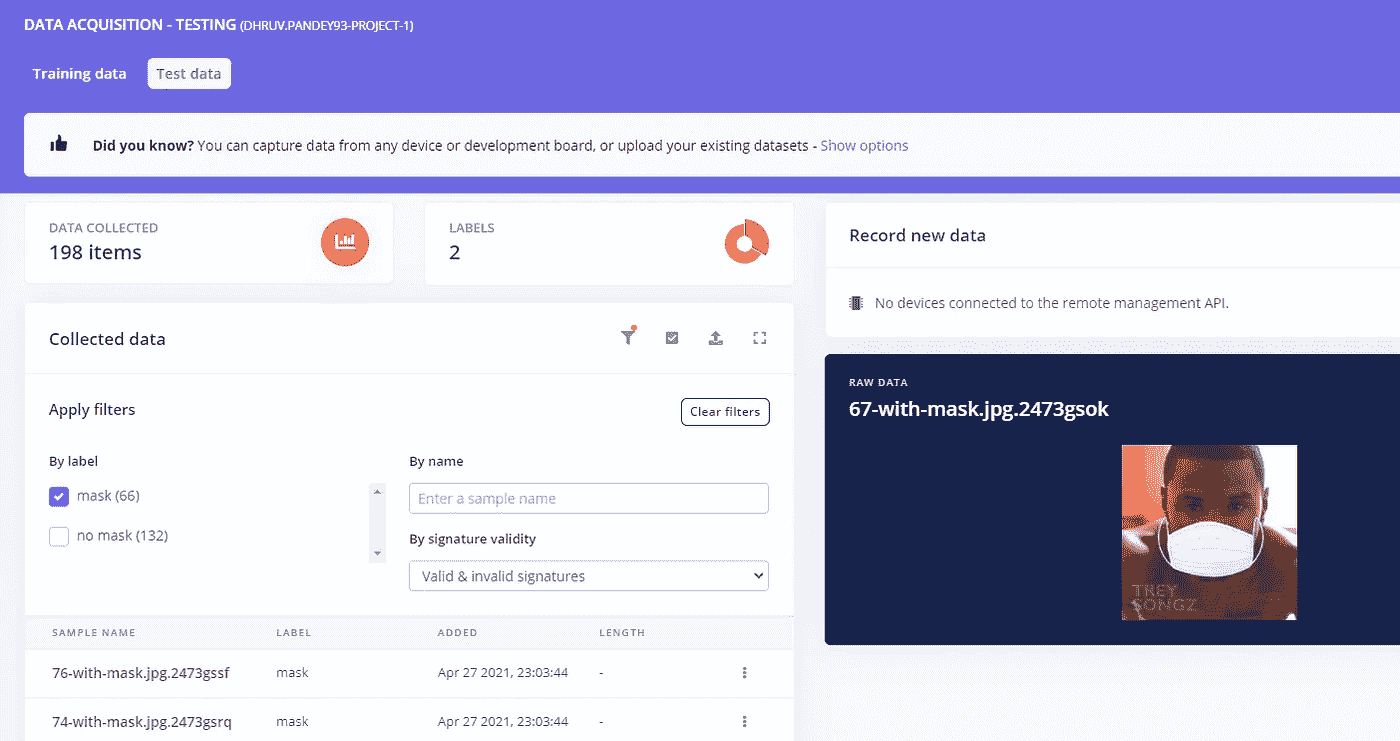 DATA ACQUISITION - TESTING (DHRUV.PANDEY93-PROJECT-1)
Training data
Test data
Did you know? You can capture data from any device or development board, or upload your existing datasets - Show options
DATA COLLECTED
198 items
LABELS
2
Collected data
Apply filters
Clear filters
By label
mask (66)
no mask (132)
By name
Enter a sample name
By signature validity
Valid & invalid signatures
SAMPLE NAME LABEL ADDED LENGTH
76-with-mask.jpg.2473gssf mask Apr 27 2021, 23:03:44 -
74-with-mask.jpg.2473gsrq mask Apr 27 2021, 23:03:44 -
Record new data
No devices connected to the remote management API.
RAW DATA
67-with-mask.jpg.2473gsok
TREY
SONGZ